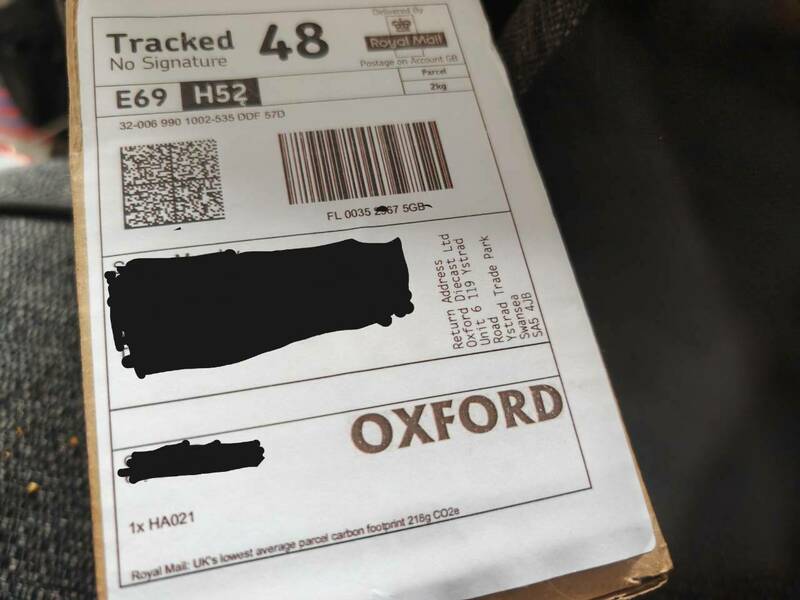 Tracked 48
No Signature
Delivered By
Royal Mail
Postage on Account GB
E69 H52
Parcel
2kg
32-006 990 1002-535 DDF 57D
FL 0035 67 5GB
Return Address
Oxford Diecast Ltd
Unit 6 119 Ystrad
Road
Ystrad Trade Park
Swansea
SA5 4JB
OXFORD
1x HA021
Royal Mail: UK's lowest average parcel carbon footprint 218g CO2e